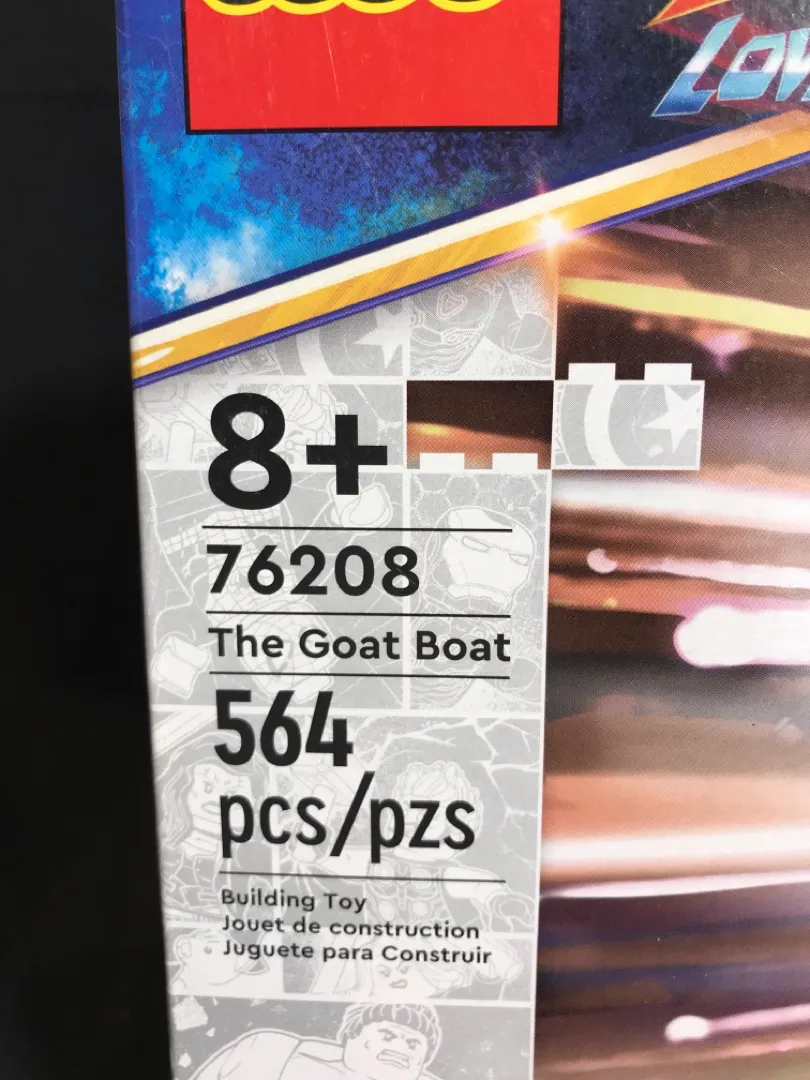 8+
76208
The Goat Boat
564
pcs/pzs
Building Toy
Jouet de construction
Juguete para Construir